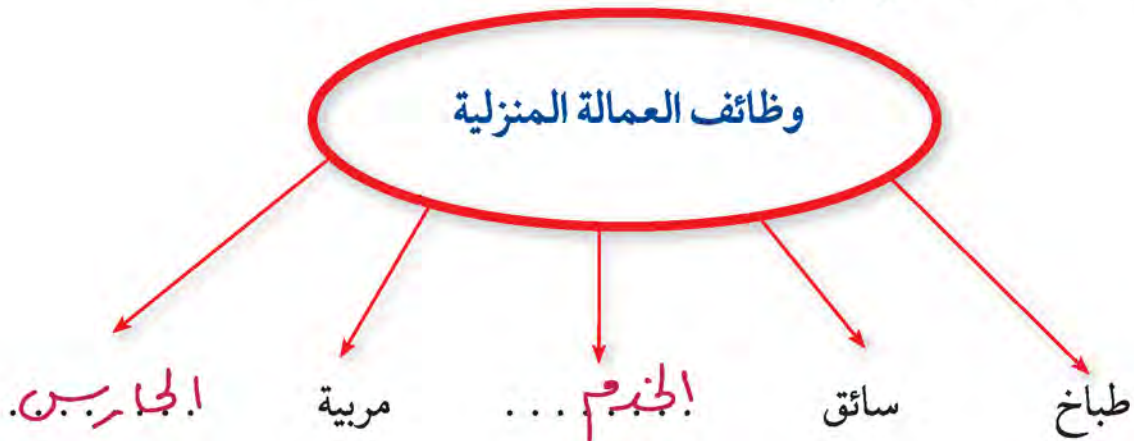 وظائف العمالة المنزلية
طباخ سائق الخدم........ مربية الحارس........